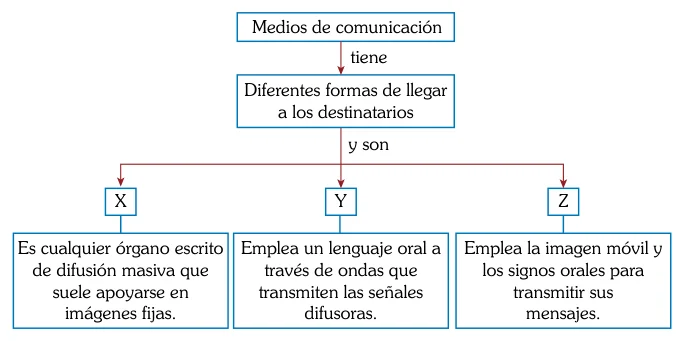 Medios de comunicación
tiene
Diferentes formas de llegar
a los destinatarios
y son
X
Y
Z
Es cualquier órgano escrito
de difusión masiva que
suele apoyarse en
imágenes fijas.
Emplea un lenguaje oral a
través de ondas que
transmiten las señales
difusoras.
Emplea la imagen móvil y
los signos orales para
transmitir sus
mensajes.